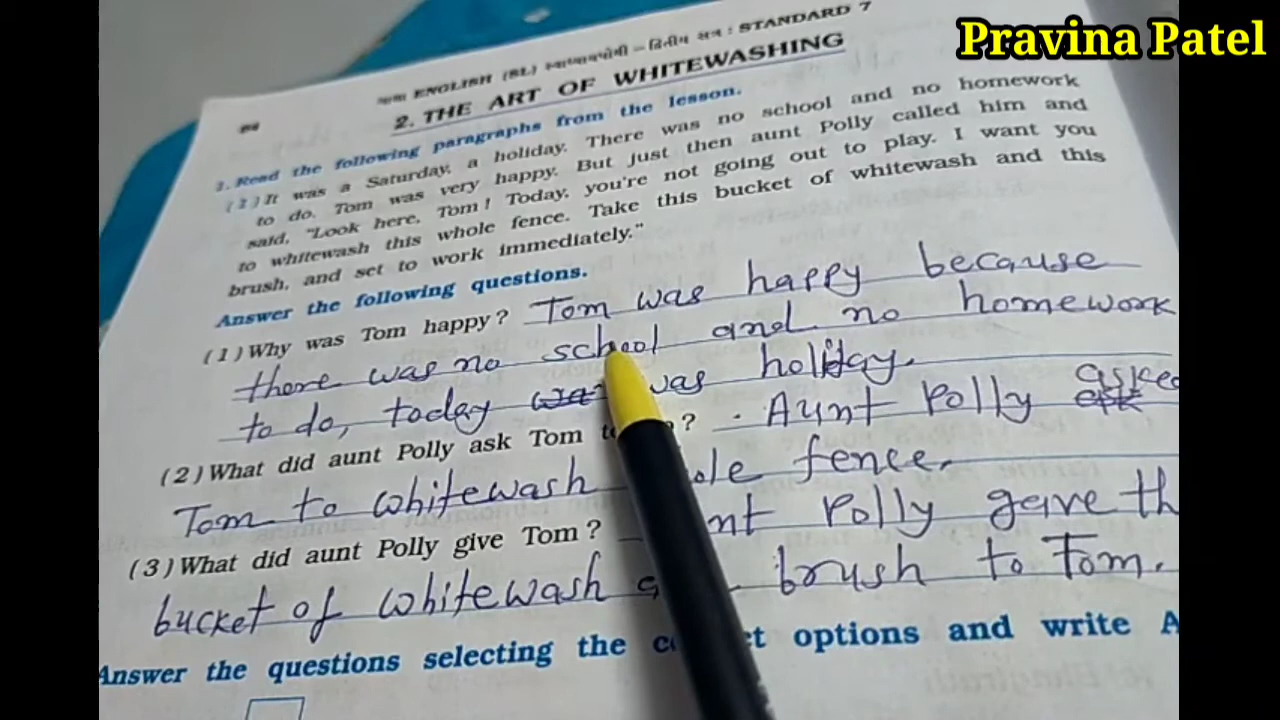 Pravina Patel
ENGLISH (SL) સ્વાધ્યાયપોથી – દ્વિતીય સત્ર : STANDARD 7
2. THE ART OF WHITEWASHING
1. Read the following paragraphs from the lesson.
(1) It was a Saturday, a holiday. There was no school and no homework
to do. Tom was very happy. But just then aunt Polly called him and
said, "Look here, Tom! Today, you're not going out to play. I want you
to whitewash this whole fence. Take this bucket of whitewash and this
brush, and set to work immediately."
Answer the following questions.
(1) Why was Tom happy? Tom was happy because
there was no school and no homework
to do, today was holiday.
(2) What did aunt Polly ask Tom ? Aunt Polly asked
Tom to whitewash fence.
(3) What did aunt Polly give Tom? Polly gave
bucket of whitewash brush to Tom.
Answer the questions selecting the options and write